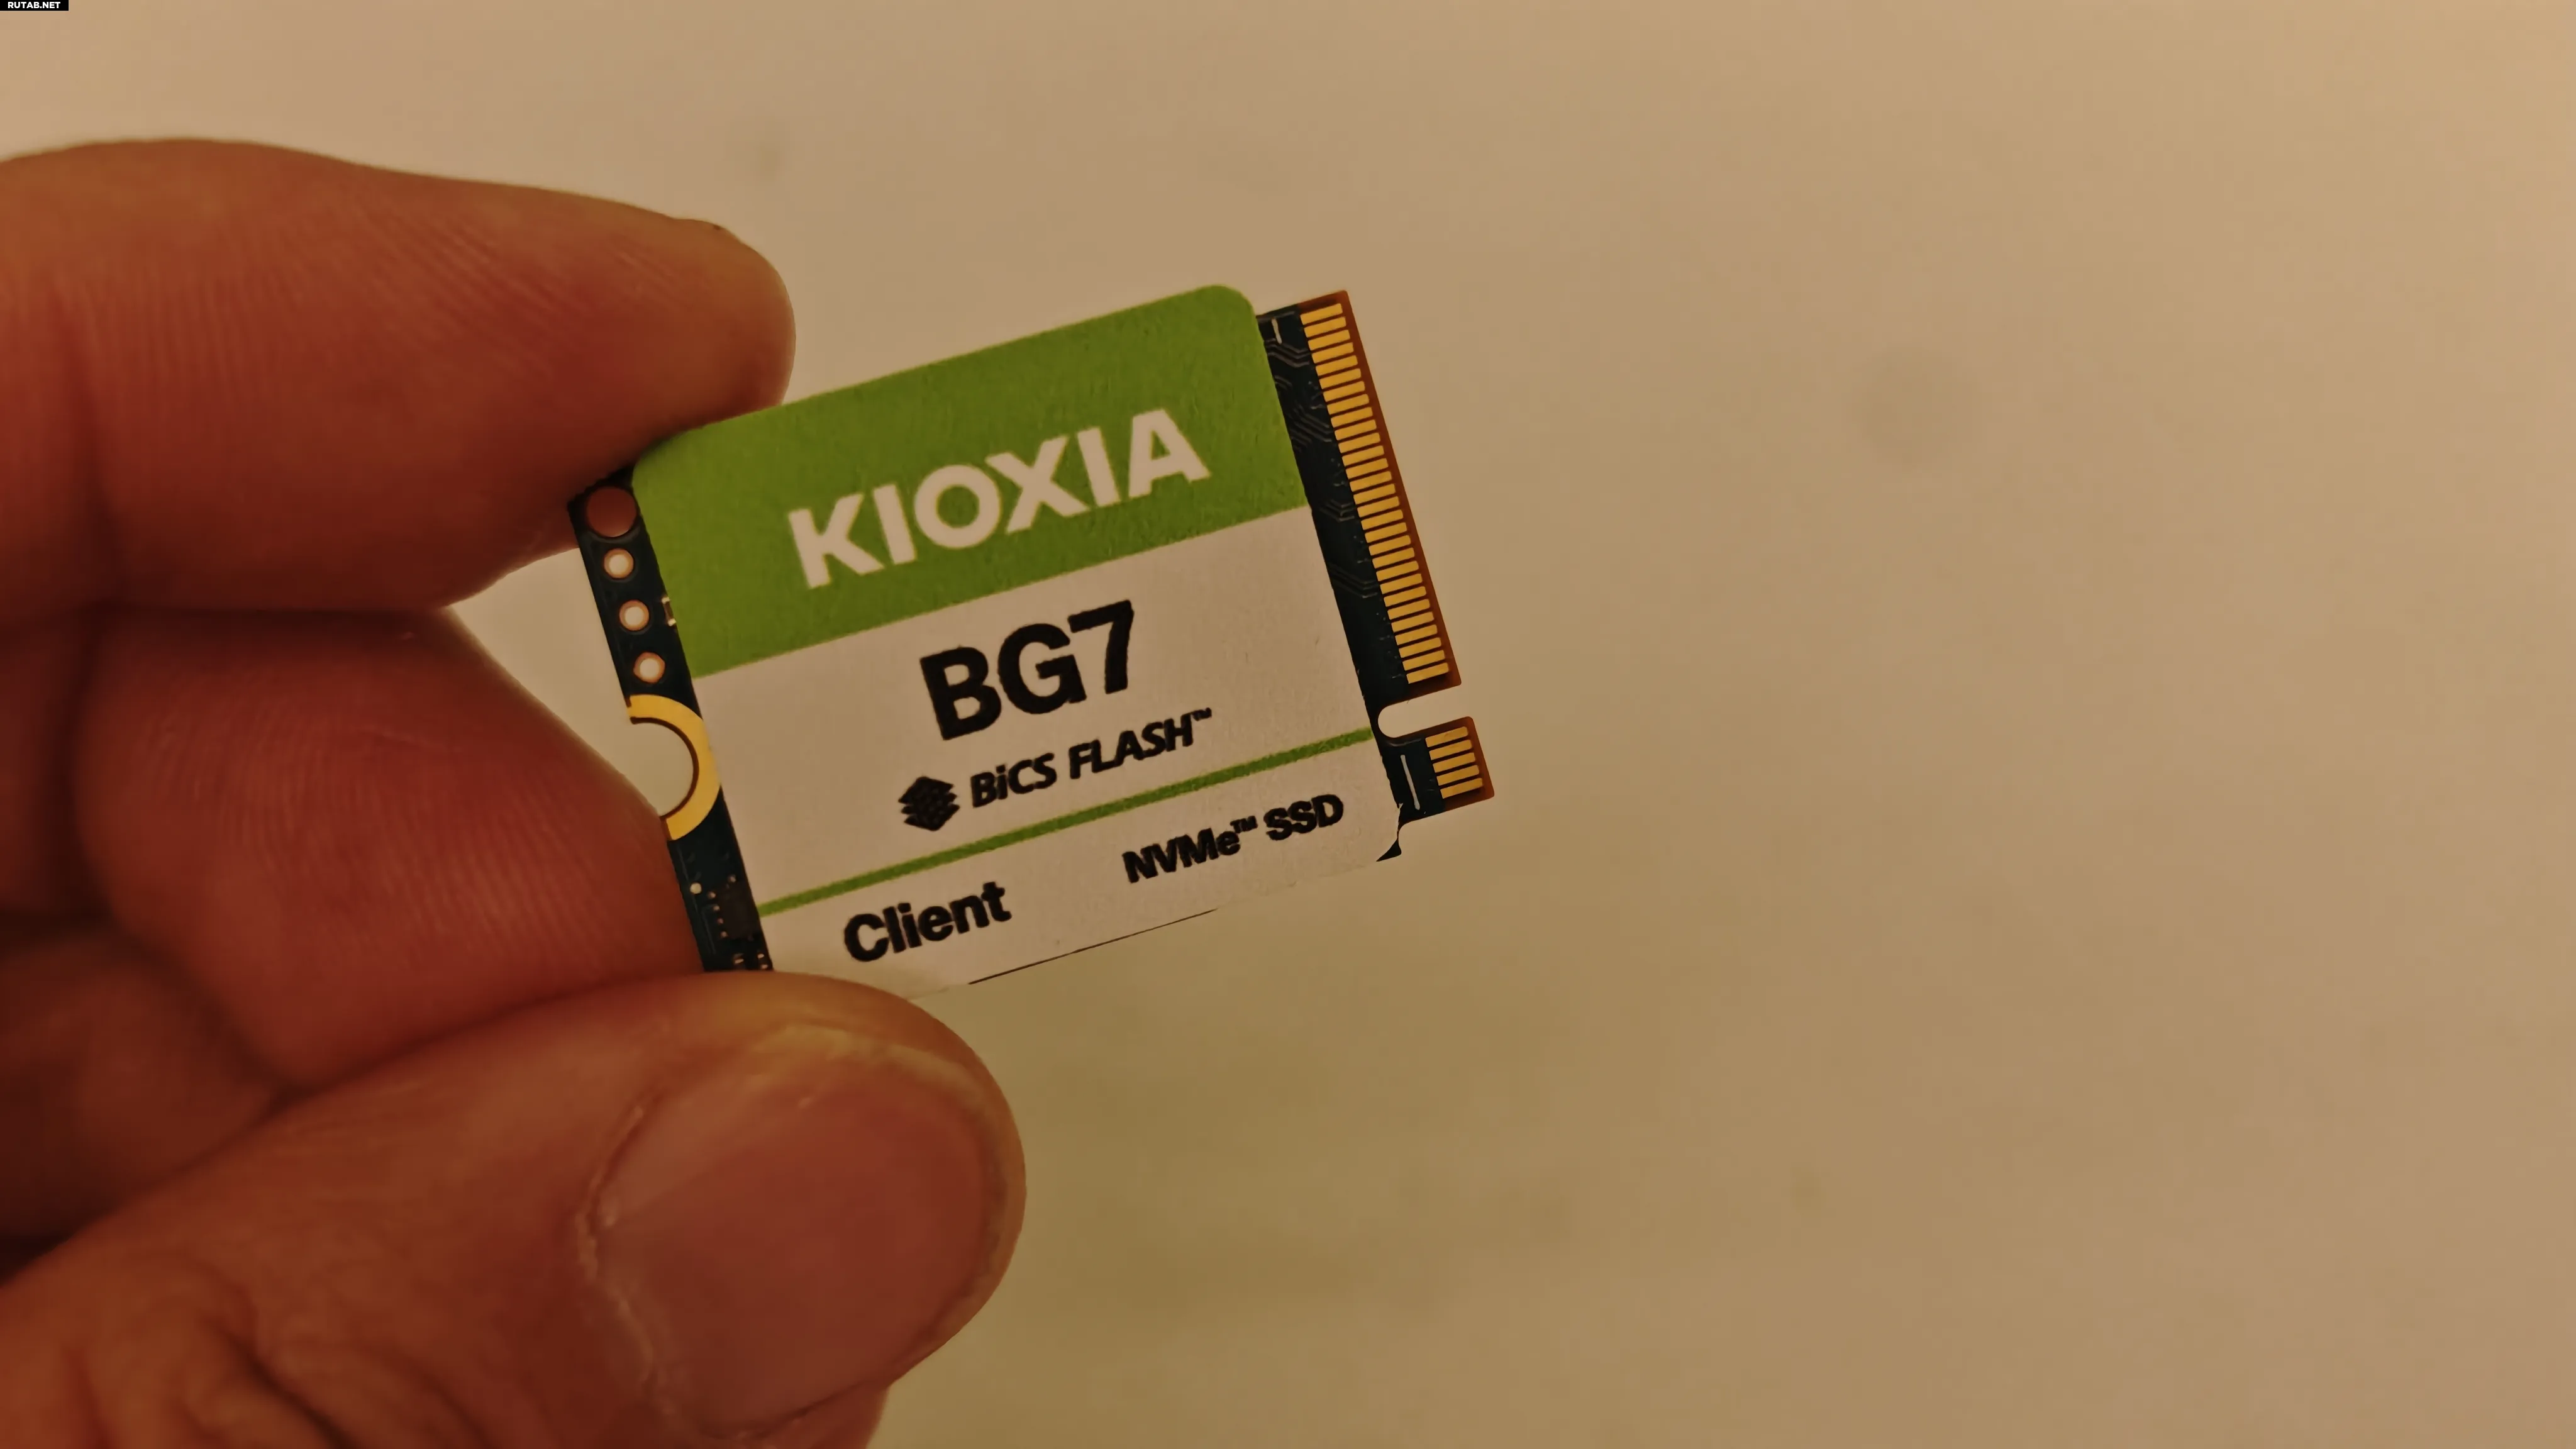 RUTAB.NET
KIOXIA
BG7
BiCS FLASH™
Client NVMe™ SSD